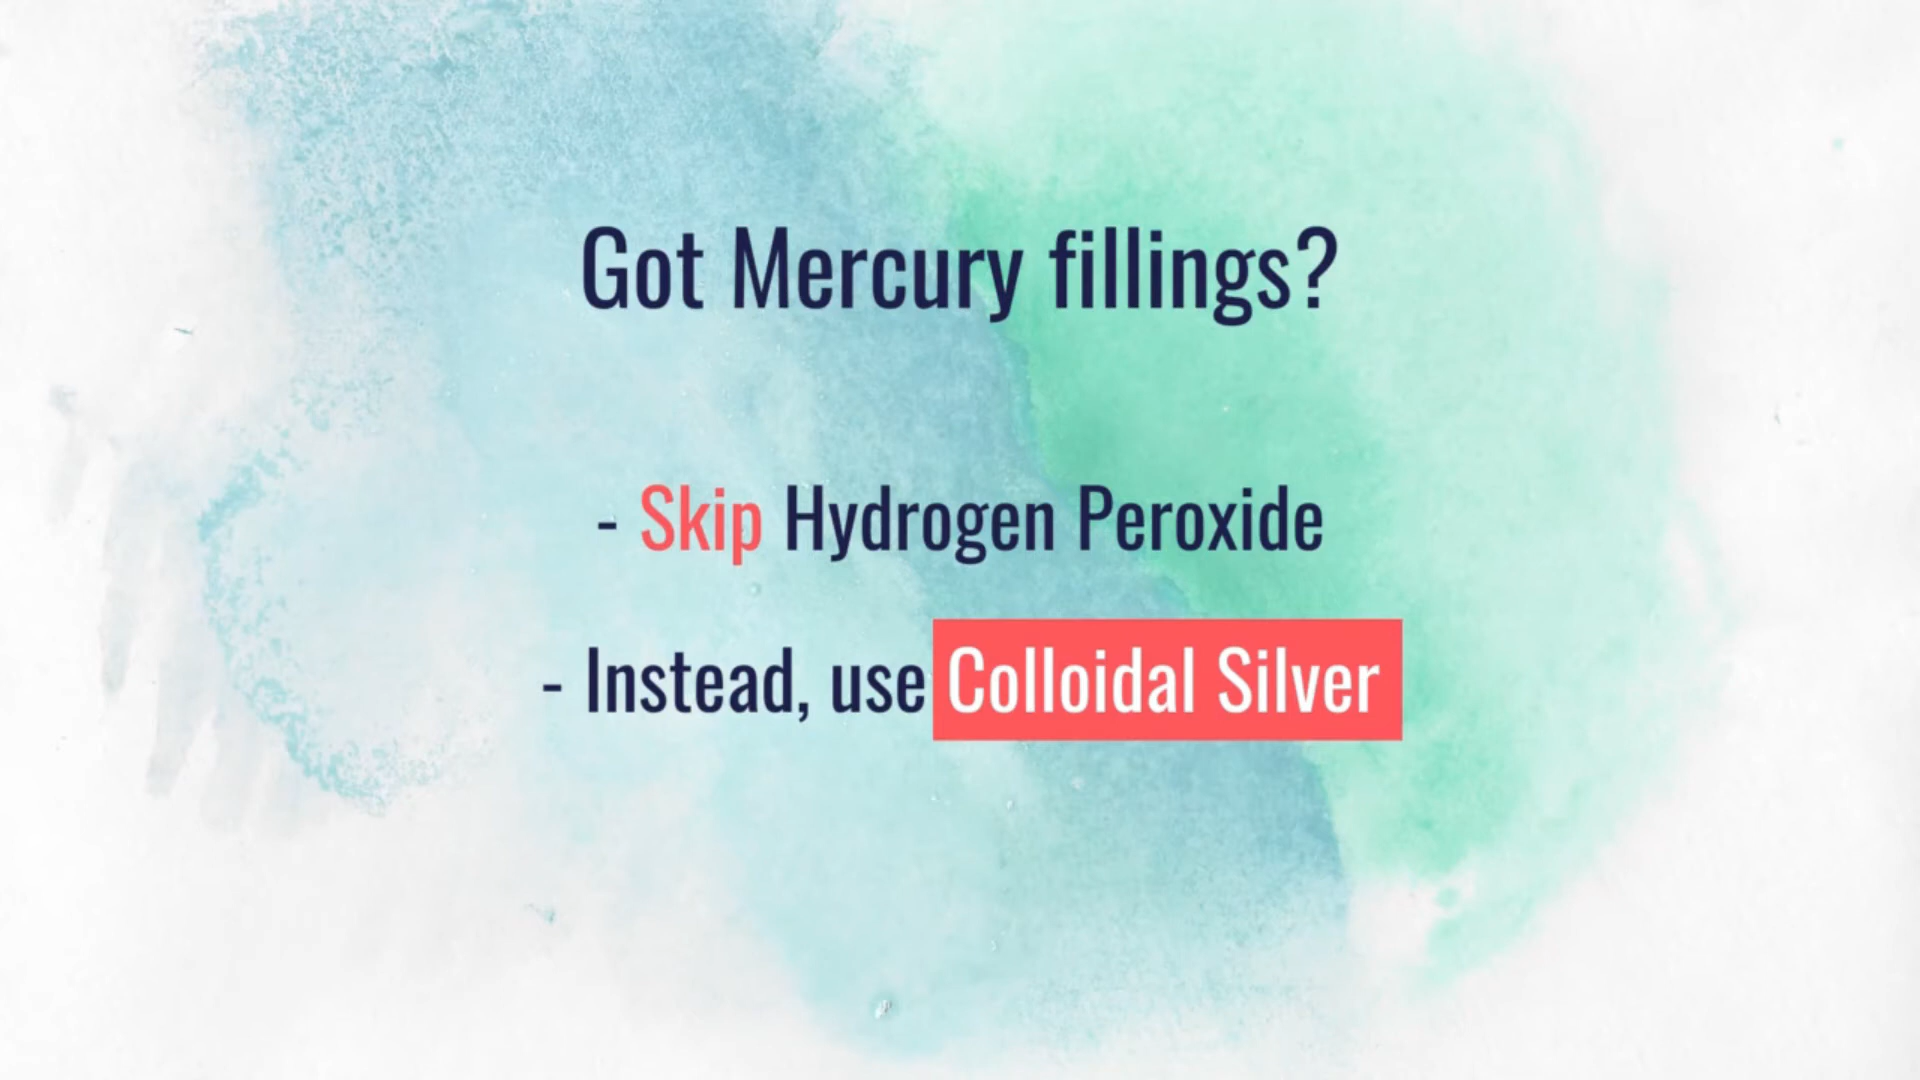 Got Mercury fillings?
- Skip Hydrogen Peroxide
- Instead, use Colloidal Silver